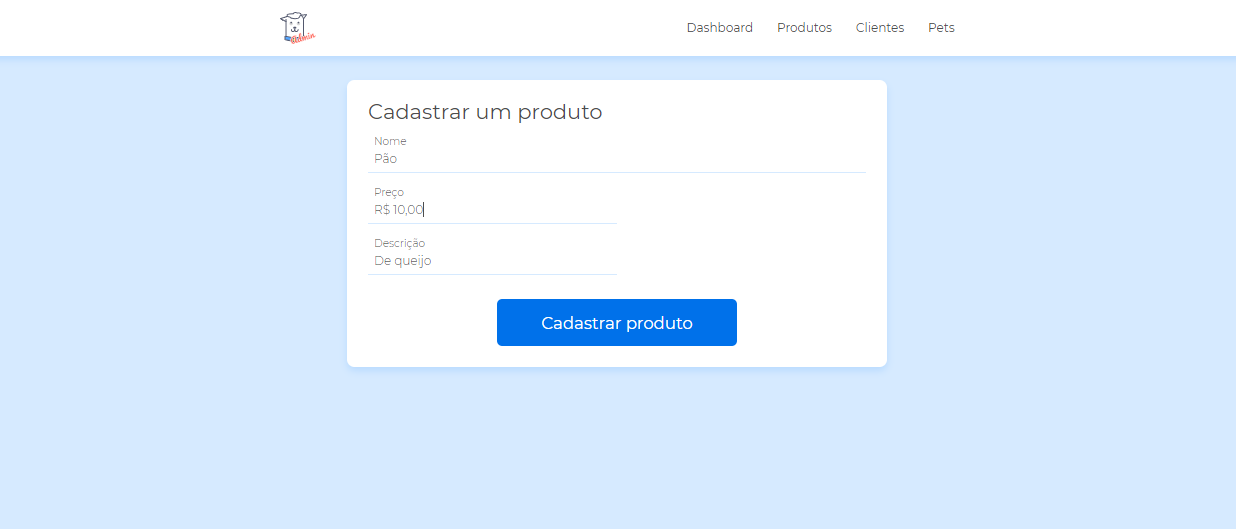 Admin
Dashboard Produtos Clientes Pets
Cadastrar um produto
Nome
Pão
Preço
R$ 10,00
Descrição
De queijo
Cadastrar produto